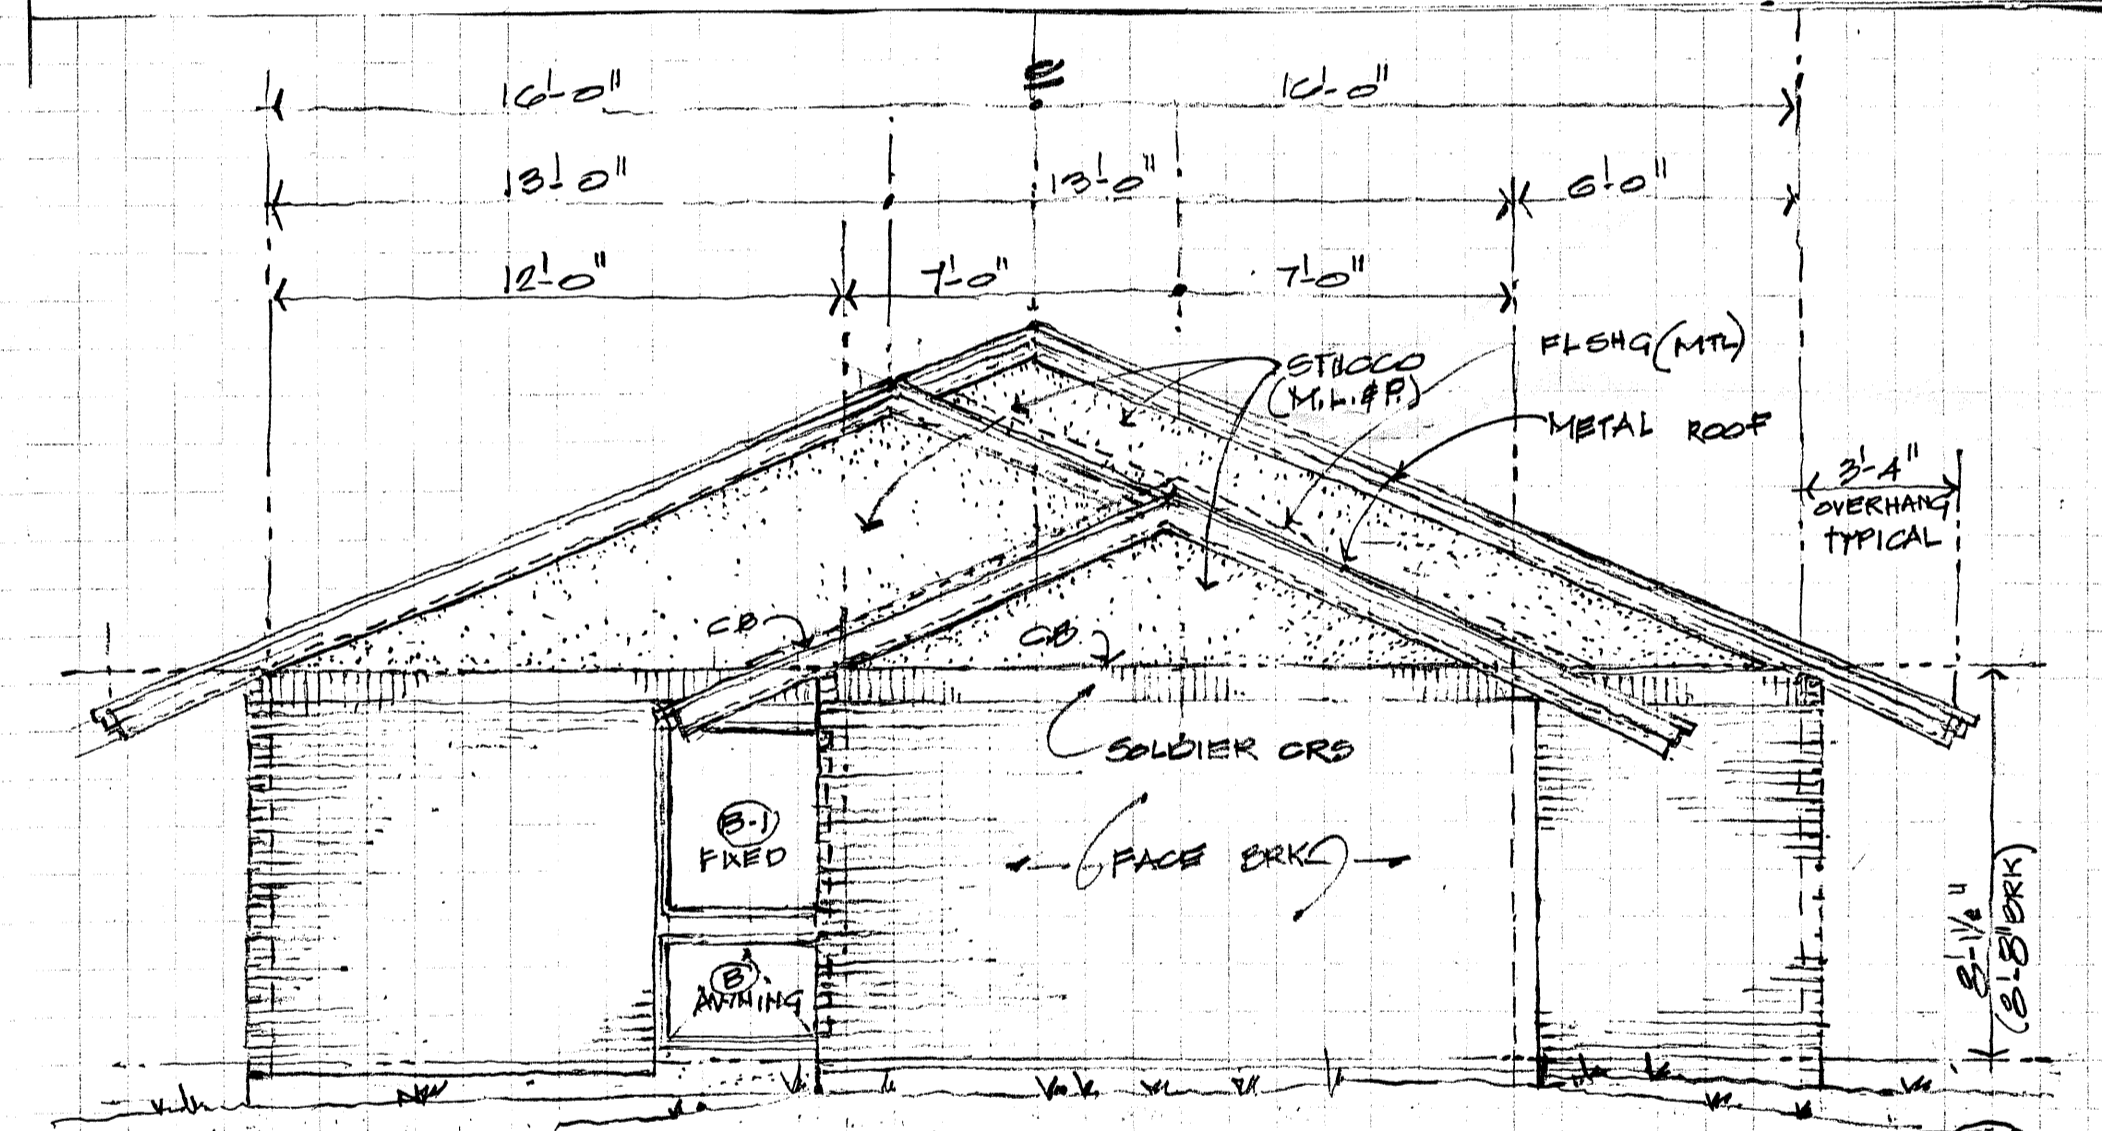 16'-0" 16'-0"
13'-0" 13'-0" 6'-0"
12'-0" 7'-0" 7'-0"
FLSHG (MTL)
STUCCO
(M.L. & P.)
METAL ROOF
3'-4"
OVERHANG
TYPICAL
CB
CB
SOLDIER CRS
B-1
FIXED
FACE BRK
B
AWNING
8'-1 1/2"
(8'-8" BRK)